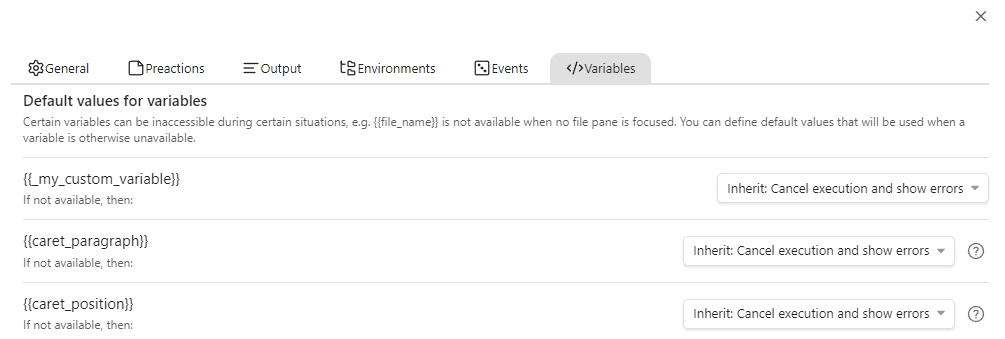 General Preactions Output Environments Events </>Variables
Default values for variables
Certain variables can be inaccessible during certain situations, e.g. {{file_name}} is not available when no file pane is focused. You can define default values that will be used when a
variable is otherwise unavailable.
{{_my_custom_variable}}
If not available, then:
Inherit: Cancel execution and show errors
{{caret_paragraph}}
If not available, then:
Inherit: Cancel execution and show errors
{{caret_position}}
If not available, then:
Inherit: Cancel execution and show errors